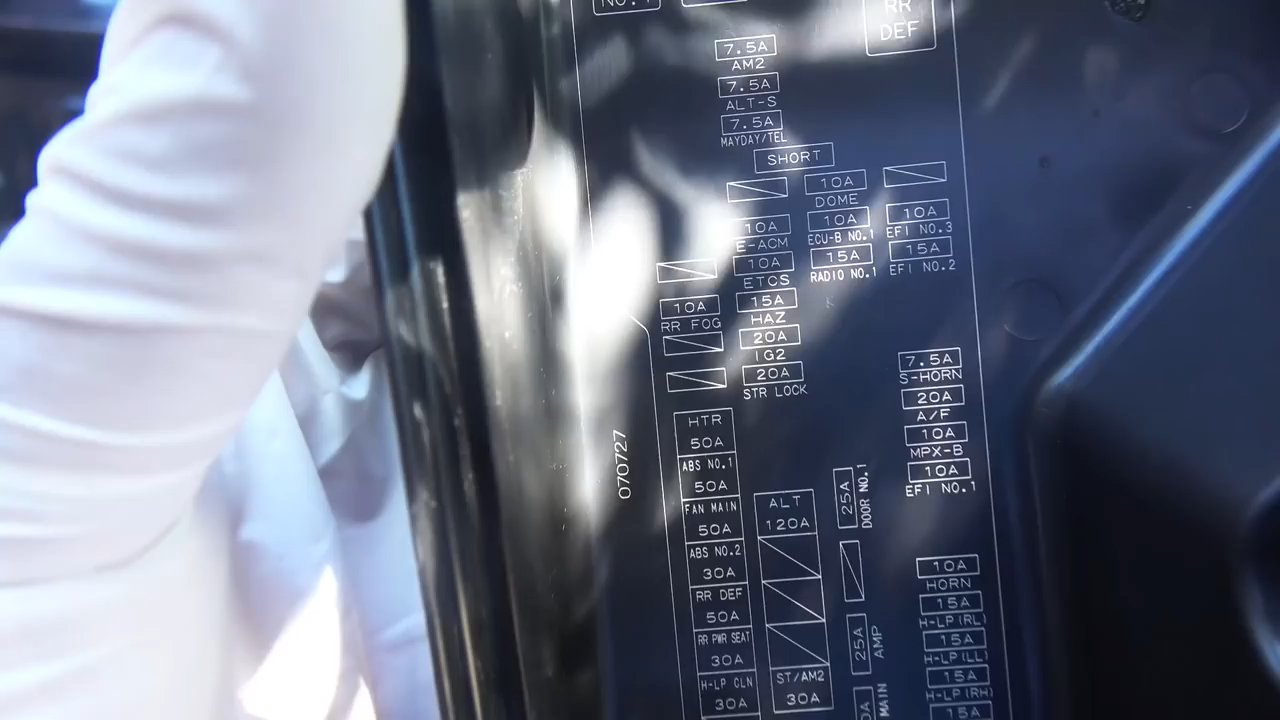 RR
DEF
7.5A
AM2
7.5A
ALT-S
7.5A
MAYDAY/TEL
SHORT
10A
DOME
10A
ECU-B NO.1
15A
RADIO NO.1
10A
EFI NO.3
15A
EFI NO.2
10A
E-ACM
10A
ETCS
15A
HAZ
20A
IG2
20A
STR LOCK
10A
RR FOG
7.5A
S-HORN
20A
A/F
10A
MPX-B
10A
EFI NO.1
070727
HTR
50A
ABS NO.1
50A
FAN MAIN
50A
ABS NO.2
30A
RR DEF
50A
RR PWR SEAT
30A
H-LP CLN
30A
ALT
120A
ST/AM2
30A
25A
DOOR NO.1
25A
AMP
MAIN
10A
HORN
15A
H-LP(RL)
15A
H-LP(LL)
15A
H-LP(RH)
15A